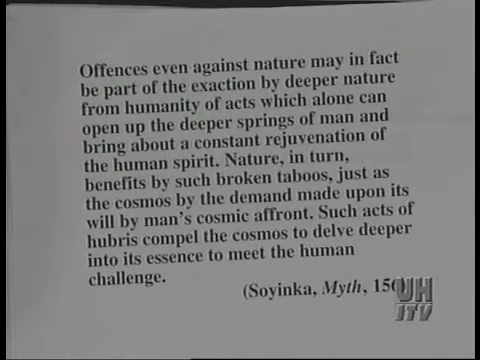 Offences even against nature may in fact
be part of the exaction by deeper nature
from humanity of acts which alone can
open up the deeper springs of man and
bring about a constant rejuvenation of
the human spirit. Nature, in turn,
benefits by such broken taboos, just as
the cosmos by the demand made upon its
will by man's cosmic affront. Such acts of
hubris compel the cosmos to delve deeper
into its essence to meet the human
challenge.
(Soyinka, Myth,
UH
ITV